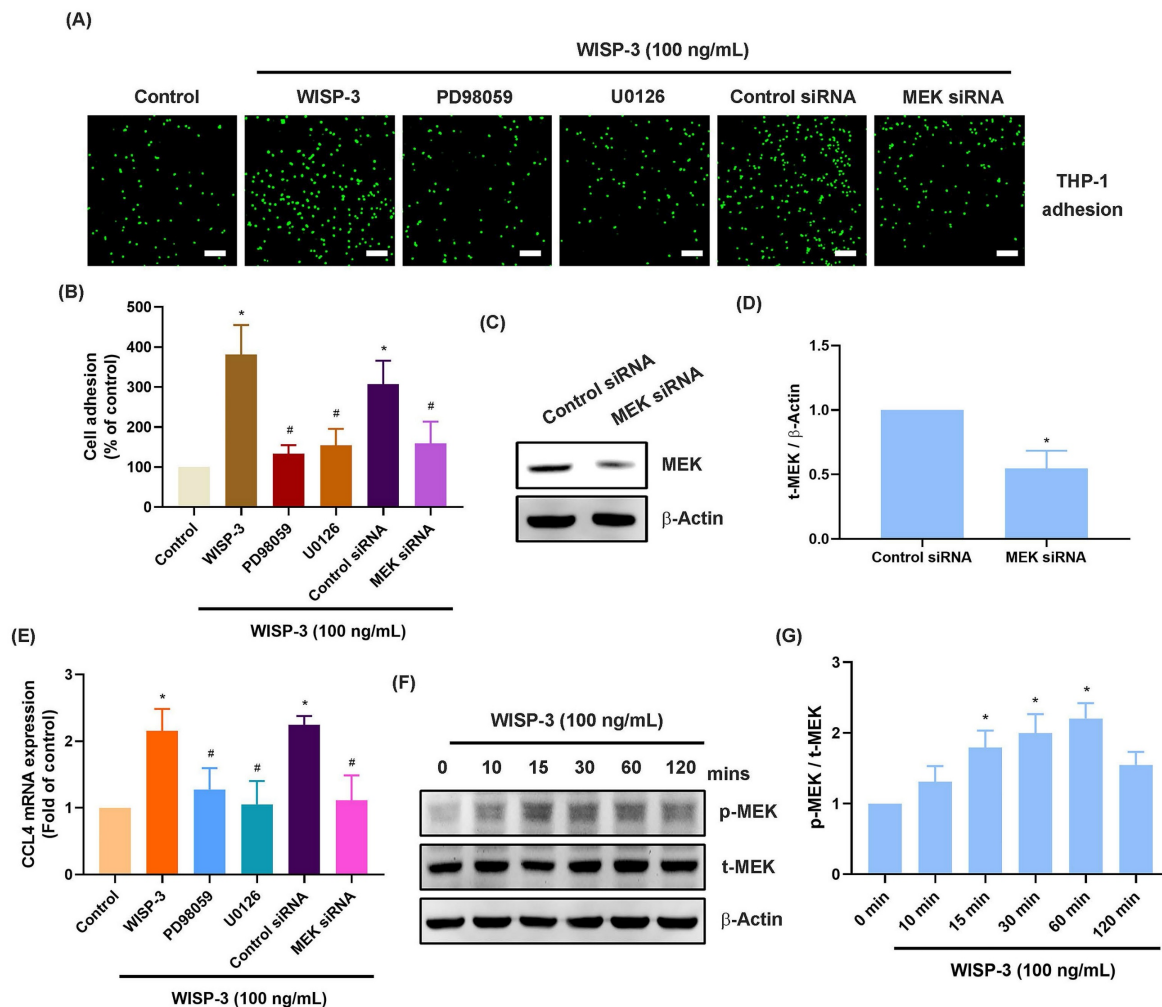 (A)
WISP-3 (100 ng/mL)
Control WISP-3 PD98059 U0126 Control siRNA MEK siRNA
THP-1
adhesion
(B)
Cell adhesion
(% of control)
500
400
300
200
100
0
*
#
#
*
#
Control
WISP-3
PD98059
U0126
Control siRNA
MEK siRNA
WISP-3 (100 ng/mL)
(C)
Control siRNA
MEK siRNA
MEK
β-Actin
(D)
t-MEK / β-Actin
1.5
1.0
0.5
0.0
*
Control siRNA MEK siRNA
(E)
CCL4 mRNA expression
(Fold of control)
3
2
1
0
*
#
#
*
#
Control
WISP-3
PD98059
U0126
Control siRNA
MEK siRNA
WISP-3 (100 ng/mL)
(F)
WISP-3 (100 ng/mL)
0 10 15 30 60 120 mins
p-MEK
t-MEK
β-Actin
(G)
p-MEK / t-MEK
3
2
1
0
*
*
*
0 min
10 min
15 min
30 min
60 min
120 min
WISP-3 (100 ng/mL)